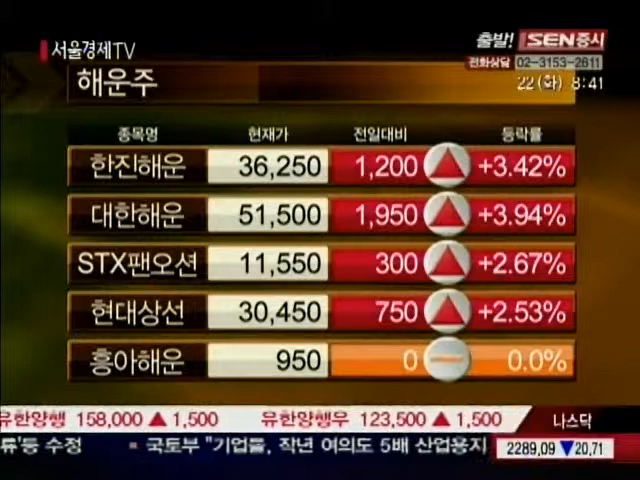 서울경제TV
출발! SEN증시
전화상담 02-3153-2611
22(화) 8:41
해운주
종목명 현재가 전일대비 등락률
한진해운 36,250 1,200 ▲ +3.42%
대한해운 51,500 1,950 ▲ +3.94%
STX팬오션 11,550 300 ▲ +2.67%
현대상선 30,450 750 ▲ +2.53%
흥아해운 950 0 - 0.0%
유한양행 158,000 ▲ 1,500 유한양행우 123,500 ▲ 1,500 나스닥
류'등 수정 ■ 국토부 "기업들, 작년 여의도 5배 산업용지 2289,09 ▼20,71